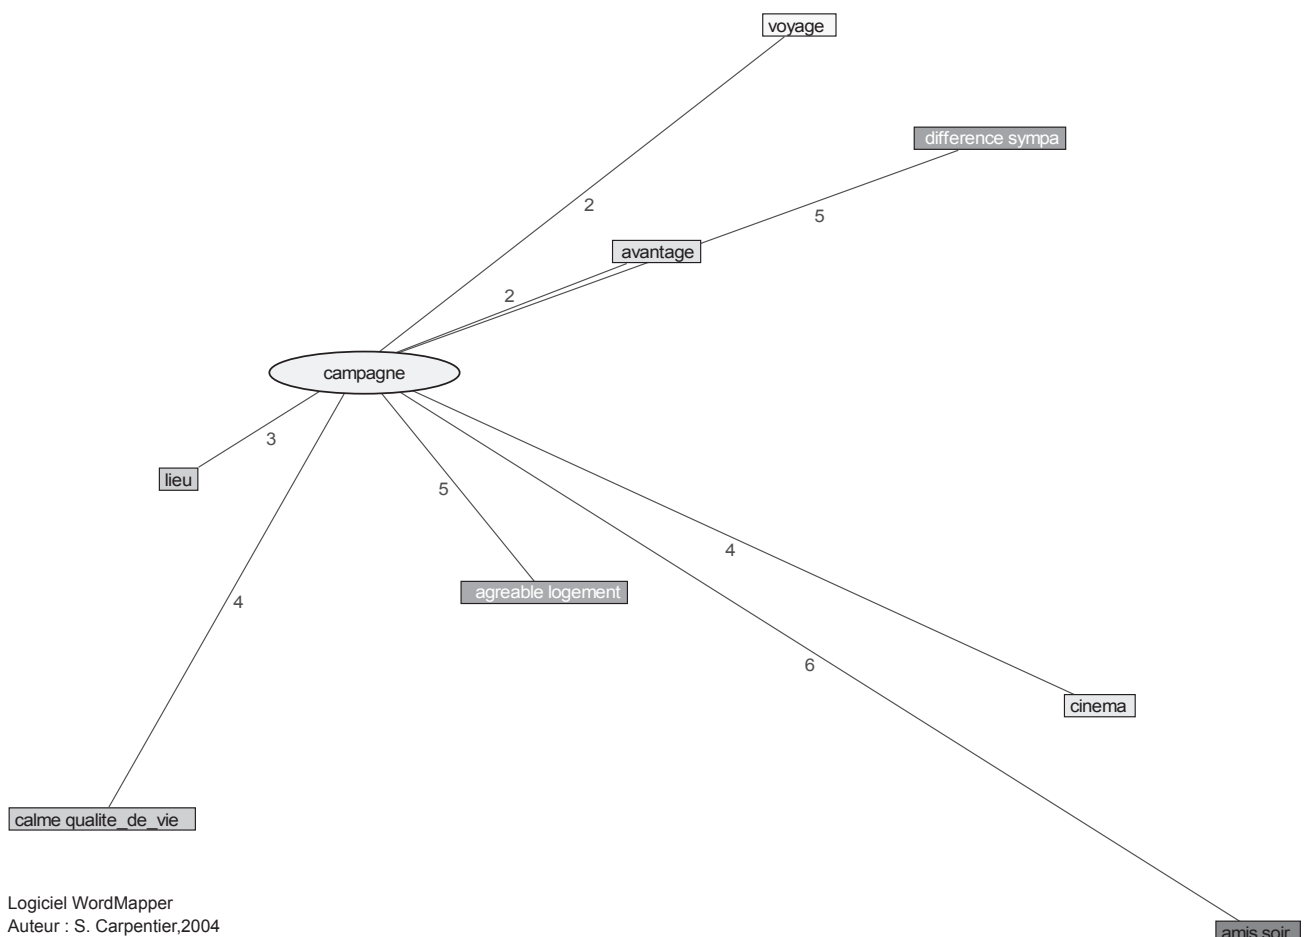 voyage
difference sympa
2
5
avantage
2
campagne
3
lieu
5
4
agreable logement
4
6
cinema
calme qualite_de_vie
Logiciel WordMapper
Auteur : S. Carpentier,2004
amis soir